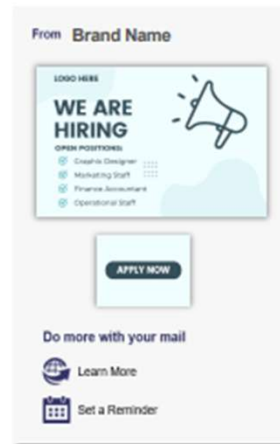 From Brand Name
LOGO HERE
WE ARE
HIRING
OPEN POSITIONS:
Graphic Designer
Marketing Staff
Finance Accountant
Operational Staff
APPLY NOW
Do more with your mail
Learn More
Set a Reminder